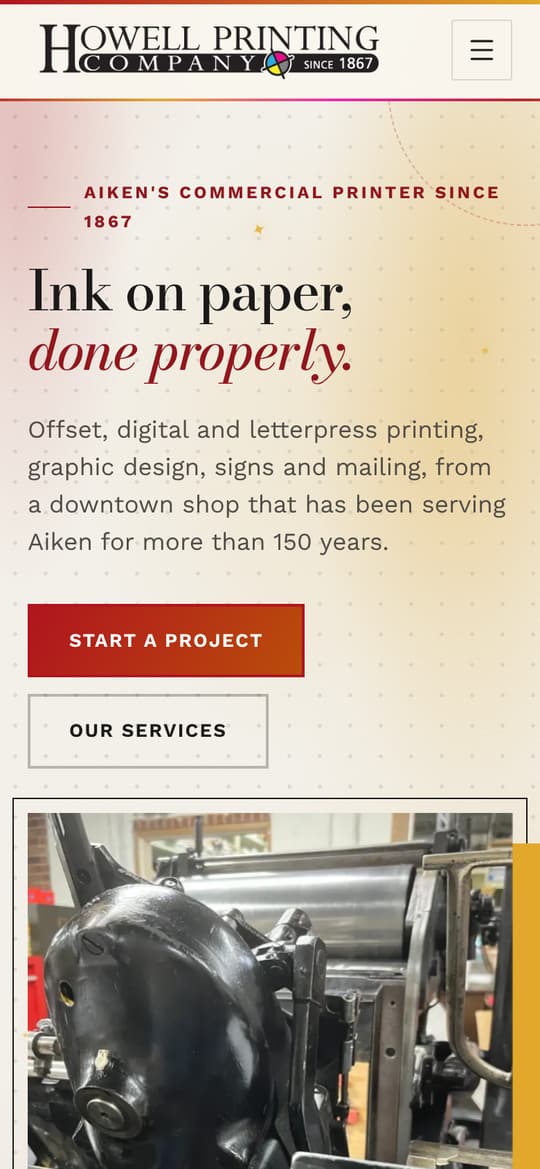 HOWELL PRINTING
COMPANY SINCE 1867
AIKEN'S COMMERCIAL PRINTER SINCE
1867
Ink on paper,
done properly.
Offset, digital and letterpress printing,
graphic design, signs and mailing, from
a downtown shop that has been serving
Aiken for more than 150 years.
START A PROJECT
OUR SERVICES